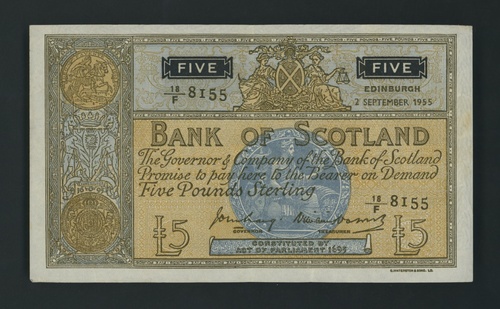 FIVE FIVE
18/F 8155
EDINBURGH
2 SEPTEMBER 1955
BANK OF SCOTLAND
The Governor & Company of the Bank of Scotland
Promise to pay here to the Bearer on Demand
Five Pounds Sterling
18/F 8155
£5 £5
GOVERNOR TREASURER
CONSTITUTED BY
ACT OF PARLIAMENT 1695